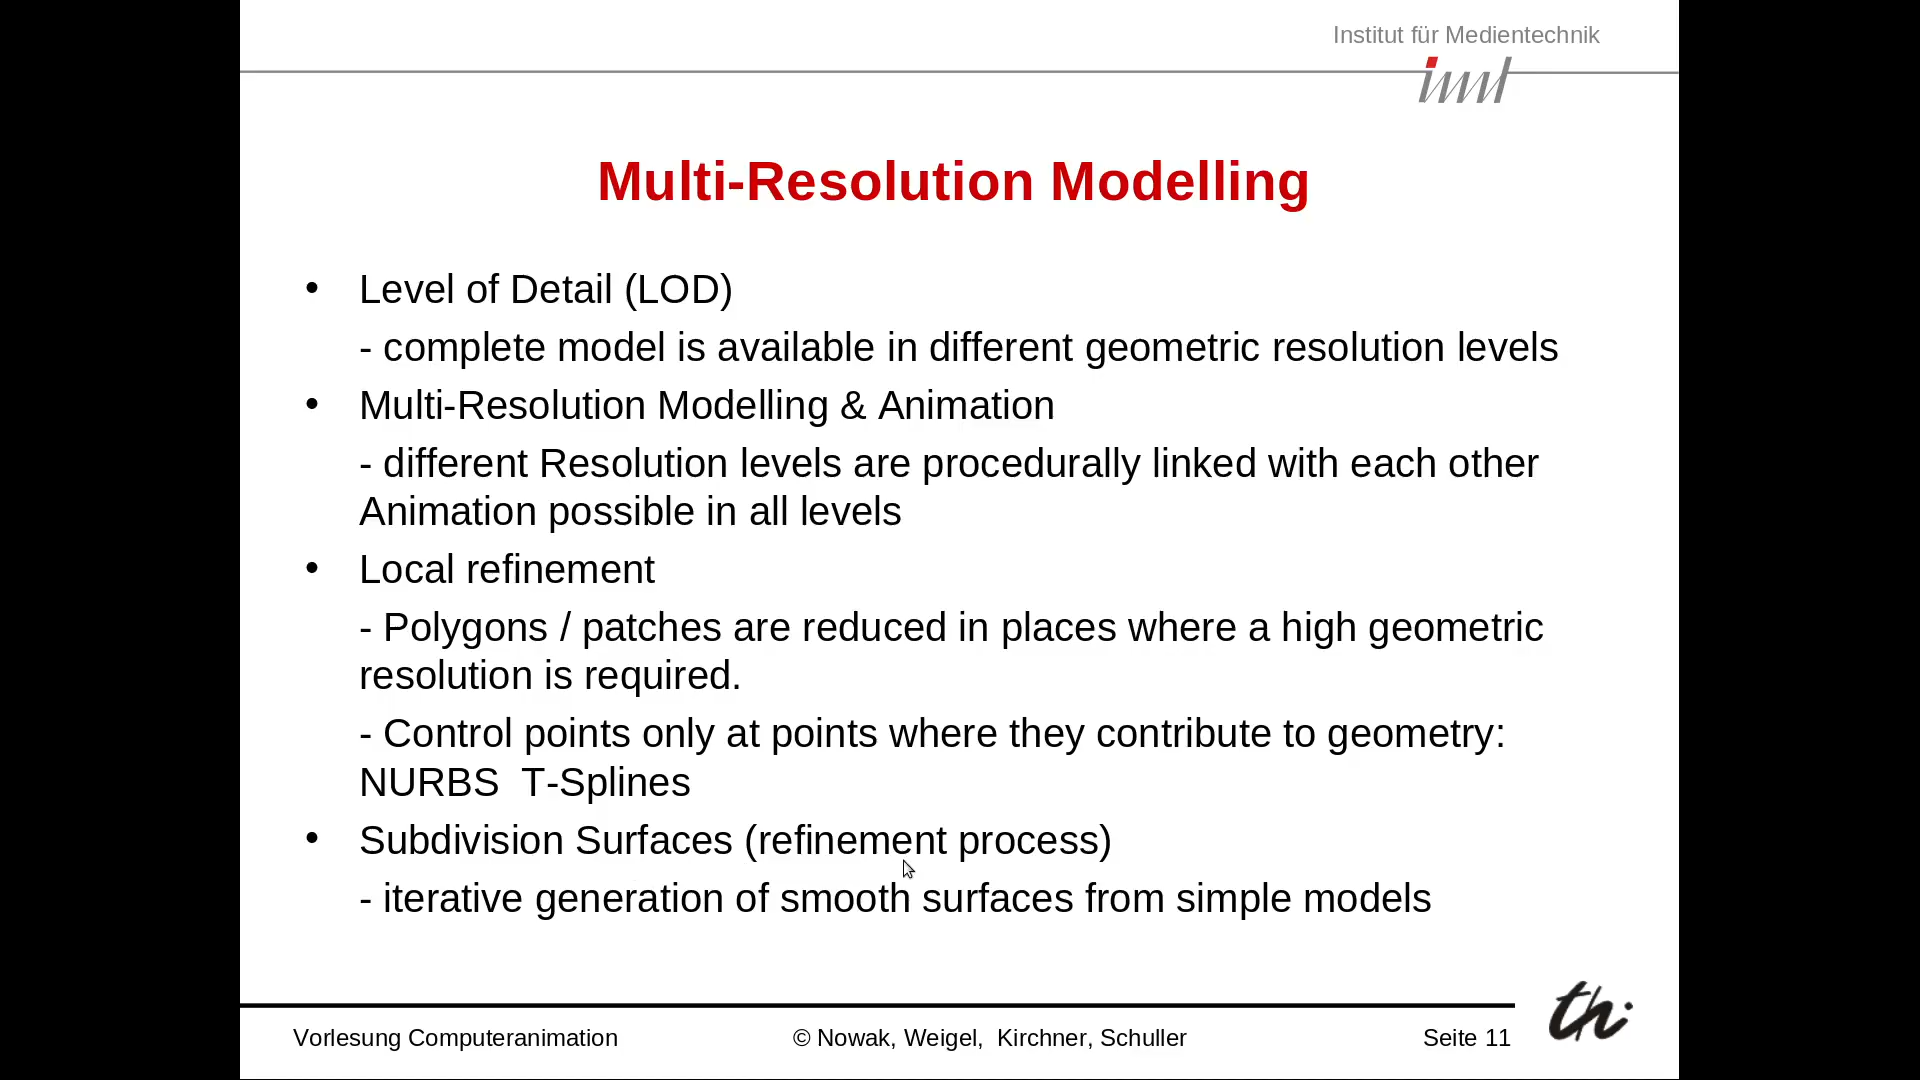 Institut für Medientechnik
Multi-Resolution Modelling
• Level of Detail (LOD)
- complete model is available in different geometric resolution levels
• Multi-Resolution Modelling & Animation
- different Resolution levels are procedurally linked with each other
Animation possible in all levels
• Local refinement
- Polygons / patches are reduced in places where a high geometric
resolution is required.
- Control points only at points where they contribute to geometry:
NURBS  T-Splines
• Subdivision Surfaces (refinement process)
- iterative generation of smooth surfaces from simple models
th
Vorlesung Computeranimation © Nowak, Weigel,  Kirchner, Schuller Seite 11